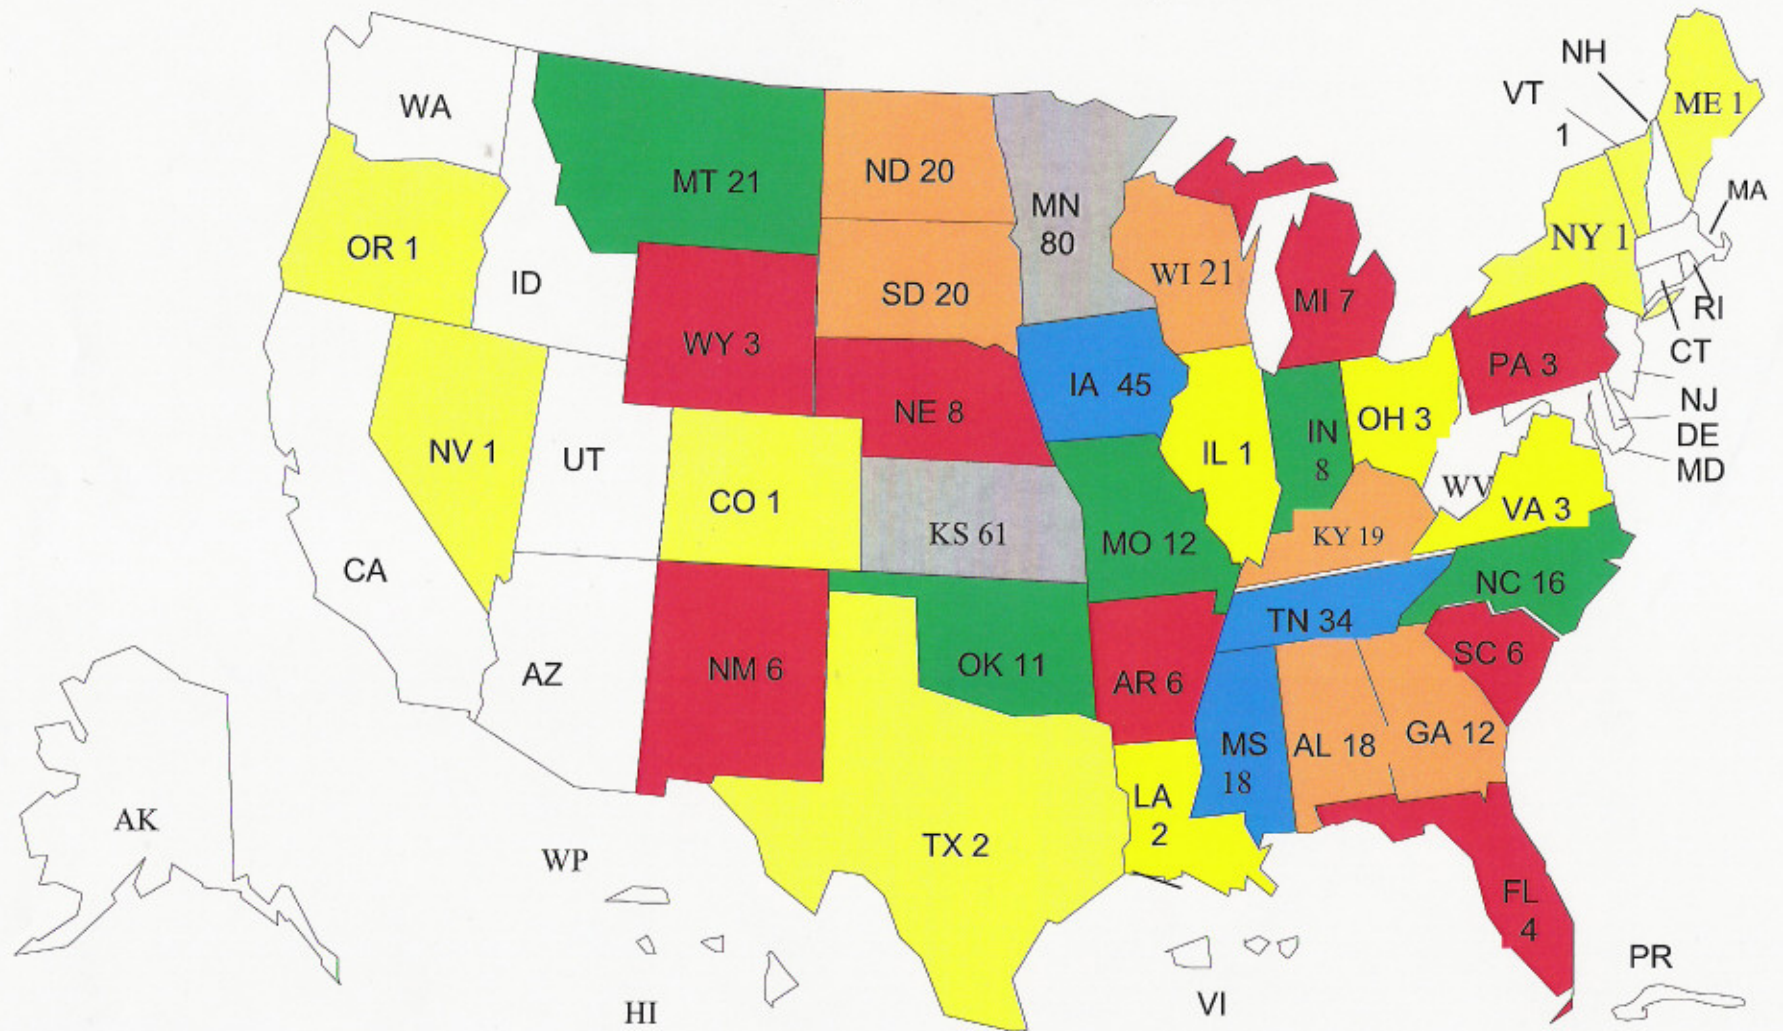 NH
VT
1
ME 1
WA
MT 21
ND 20
MN
80
MA
OR 1
ID
SD 20
WI 21
MI 7
NY 1
RI
CT
WY 3
NE 8
IA 45
PA 3
NJ
DE
MD
NV 1
UT
CO 1
KS 61
IL 1
IN
8
OH 3
WV
VA 3
CA
MO 12
KY 19
NC 16
AZ
NM 6
OK 11
AR 6
TN 34
SC 6
TX 2
LA
2
MS
18
AL 18
GA 12
FL
4
AK
WP
HI
VI
PR